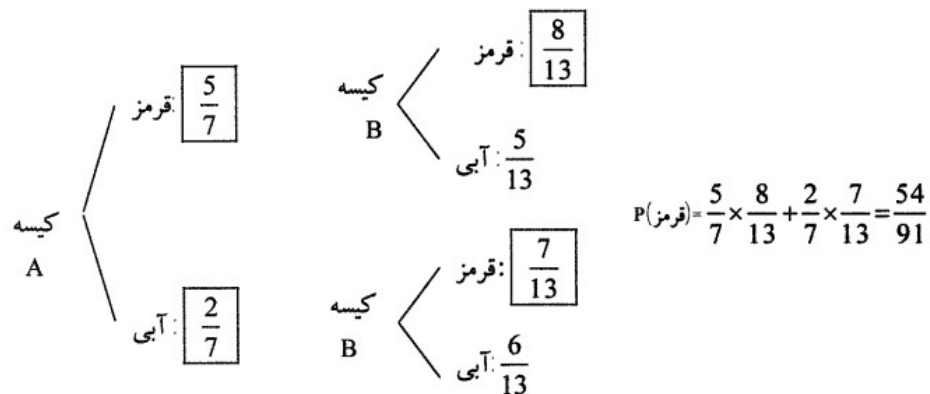 قرمز: 8/13
کیسه
B
آبی: 5/13
قرمز: 5/7
کیسه
A
آبی: 2/7
قرمز: 7/13
کیسه
B
آبی: 6/13
P(قرمز)= 5/7 × 8/13 + 2/7 × 7/13 = 54/91